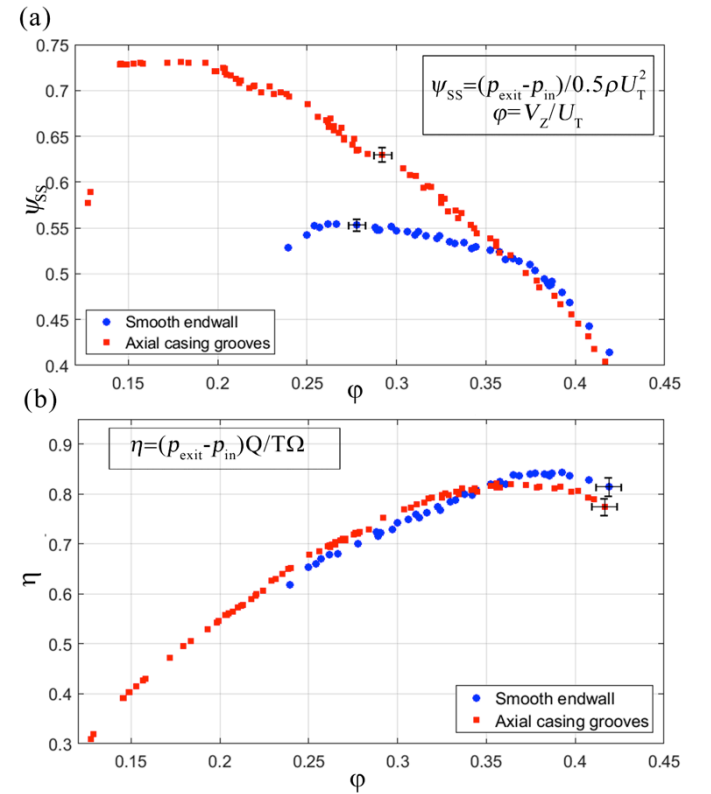 (a)
0.75
0.7
0.65
0.6
0.55
0.5
0.45
0.4
ψSS
ψSS=(pexit-pin)/0.5ρUT2
φ=VZ/UT
Smooth endwall
Axial casing grooves
0.15 0.2 0.25 0.3 0.35 0.4 0.45
φ
(b)
0.9
0.8
0.7
0.6
0.5
0.4
0.3
η
η=(pexit-pin)Q/TΩ
Smooth endwall
Axial casing grooves
0.15 0.2 0.25 0.3 0.35 0.4 0.45
φ